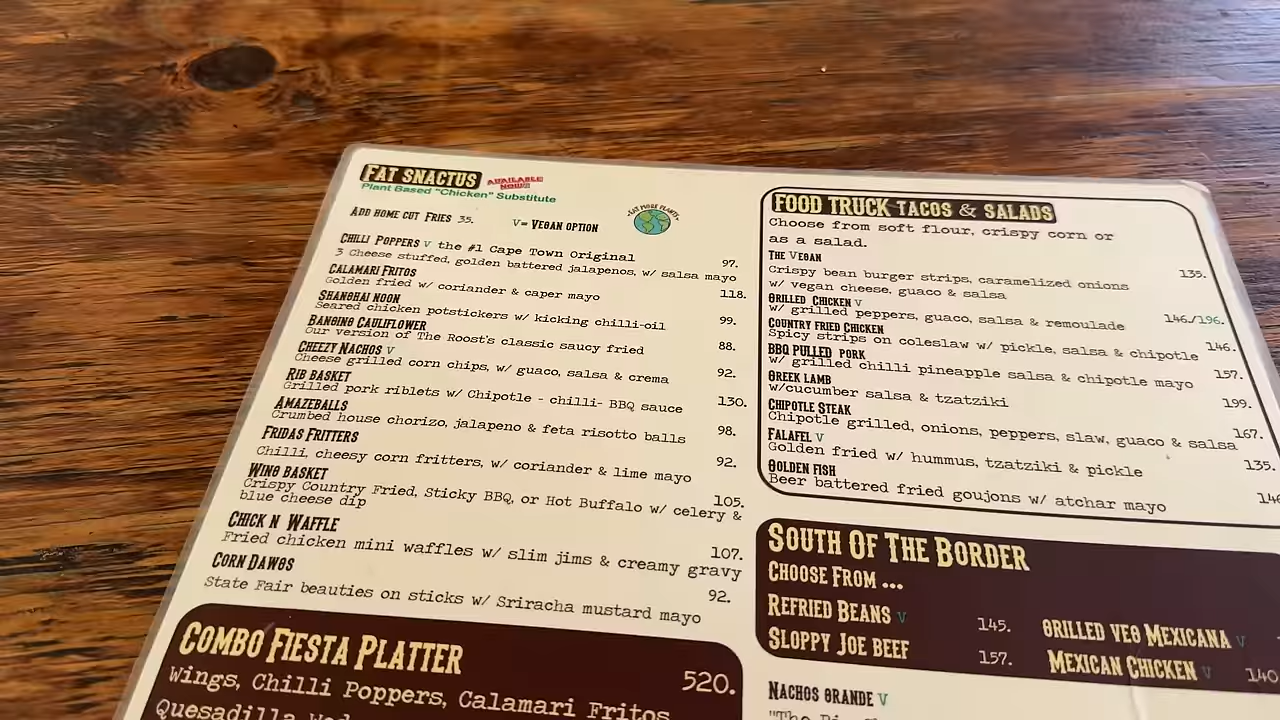 FAT SNACTUS AVAILABLE NOW!!
Plant Based "Chicken" Substitute
ADD HOME CUT FRIES 35. V= VEGAN OPTION
EAT MORE PLANTS
CHILLI POPPERS V the #1 Cape Town Original 97.
3 Cheese stuffed, golden battered jalapenos, w/ salsa mayo
CALAMARI FRITOS 118.
Golden fried w/ coriander & caper mayo
SHANGHAI NOON 99.
Seared chicken potstickers w/ kicking chilli-oil
BANGING CAULIFLOWER 88.
Our version of The Roost's classic saucy fried
CHEEZY NACHOS V 92.
Cheese grilled corn chips, w/ guaco, salsa & crema
RIB BASKET 130.
Grilled pork riblets w/ Chipotle - chilli- BBQ sauce
AMAZEBALLS 98.
Crumbed house chorizo, jalapeno & feta risotto balls
FRIDAS FRITTERS 92.
Chilli, cheesy corn fritters, w/ coriander & lime mayo
WING BASKET 105.
Crispy Country Fried, Sticky BBQ, or Hot Buffalo w/ celery &
blue cheese dip
CHICK N WAFFLE 107.
Fried chicken mini waffles w/ slim jims & creamy gravy
CORN DAWGS 92.
State Fair beauties on sticks w/ Sriracha mustard mayo
COMBO FIESTA PLATTER 520.
Wings, Chilli Poppers, Calamari Fritos
Quesadilla
FOOD TRUCK TACOS & SALADS
Choose from soft flour, crispy corn or
as a salad.
THE VEGAN 135.
Crispy bean burger strips, caramelized onions
w/ vegan cheese, guaco & salsa
GRILLED CHICKEN V 146/196.
w/ grilled peppers, guaco, salsa & remoulade
COUNTRY FRIED CHICKEN 146.
Spicy strips on coleslaw w/ pickle, salsa & chipotle
BBQ PULLED PORK 157.
w/ grilled chilli pineapple salsa & chipotle mayo
GREEK LAMB 199.
w/cucumber salsa & tzatziki
CHIPOTLE STEAK 167.
Chipotle grilled, onions, peppers, slaw, guaco & salsa
FALAFEL V 135.
Golden fried w/ hummus, tzatziki & pickle
GOLDEN FISH
Beer battered fried goujons w/ atchar mayo
SOUTH OF THE BORDER
CHOOSE FROM ...
REFRIED BEANS V 145. GRILLED VEG MEXICANA V
SLOPPY JOE BEEF 157. MEXICAN CHICKEN V 140
NACHOS GRANDE V
"The